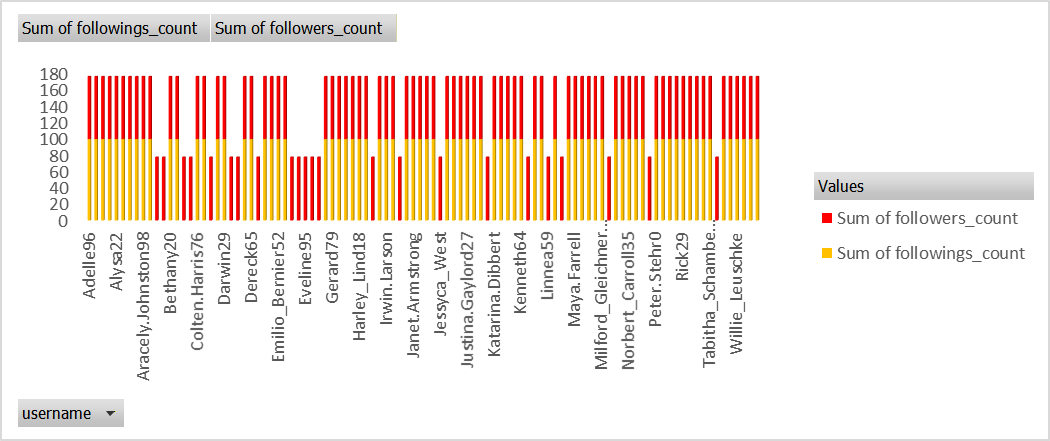 Sum of followings_count Sum of followers_count
180
160
140
120
100
80
60
40
20
0
Adelle96
Alysa22
Aracely.Johnston98
Bethany20
Colten.Harris76
Darwin29
Dereck65
Emilio_Bernier52
Eveline95
Gerard79
Harley_Lind18
Irwin.Larson
Janet.Armstrong
Jessyca_West
Justina.Gaylord27
Katarina.Dibbert
Kenneth64
Linnea59
Maya.Farrell
Milford_Gleichner...
Norbert_Carroll35
Peter.Stehr0
Rick29
Tabitha_Schambe...
Willie_Leuschke
Values
Sum of followers_count
Sum of followings_count
username